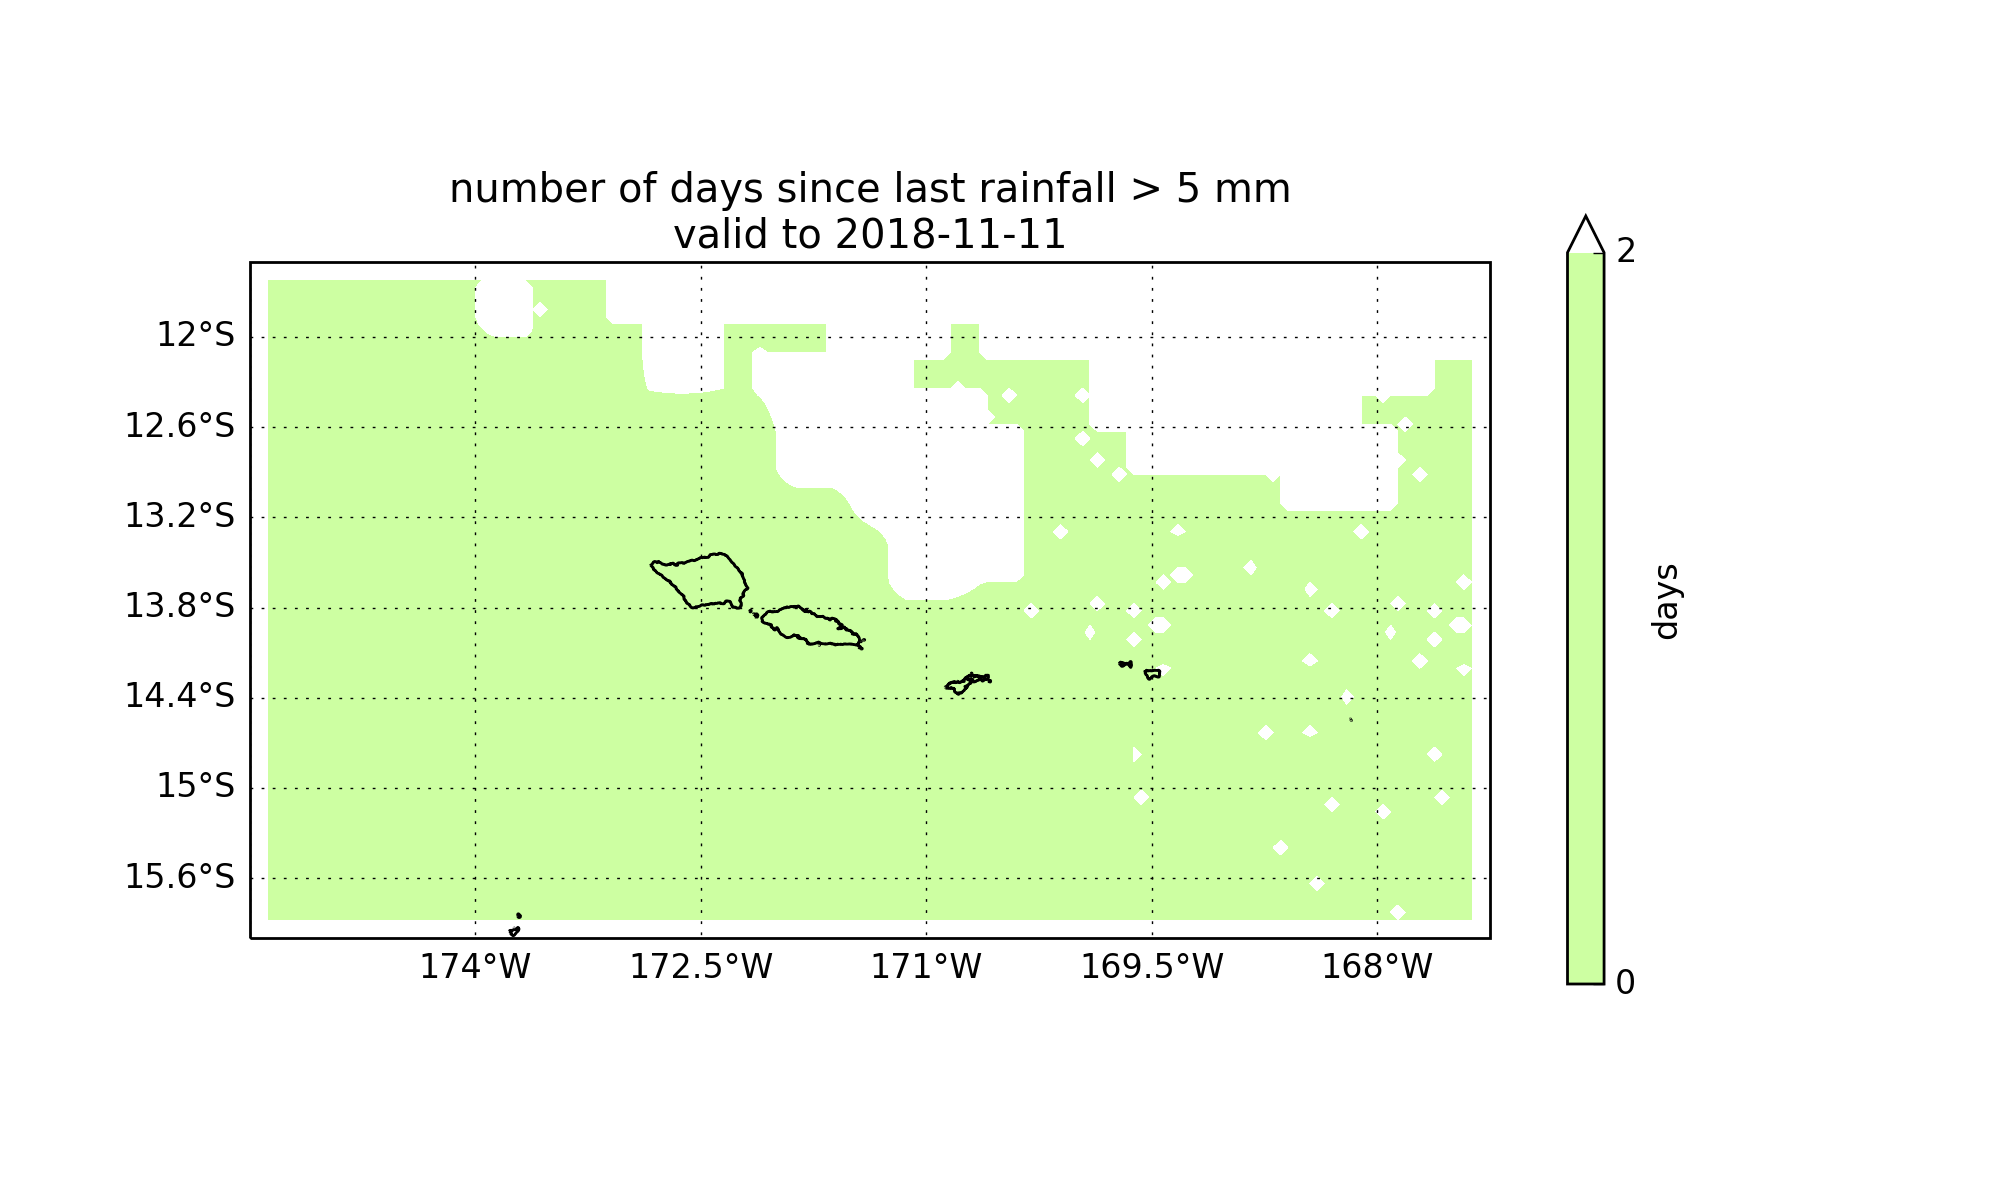 number of days since last rainfall > 5 mm
valid to 2018-11-11
12°S
12.6°S
13.2°S
13.8°S
14.4°S
15°S
15.6°S
174°W
172.5°W
171°W
169.5°W
168°W
2
0
days